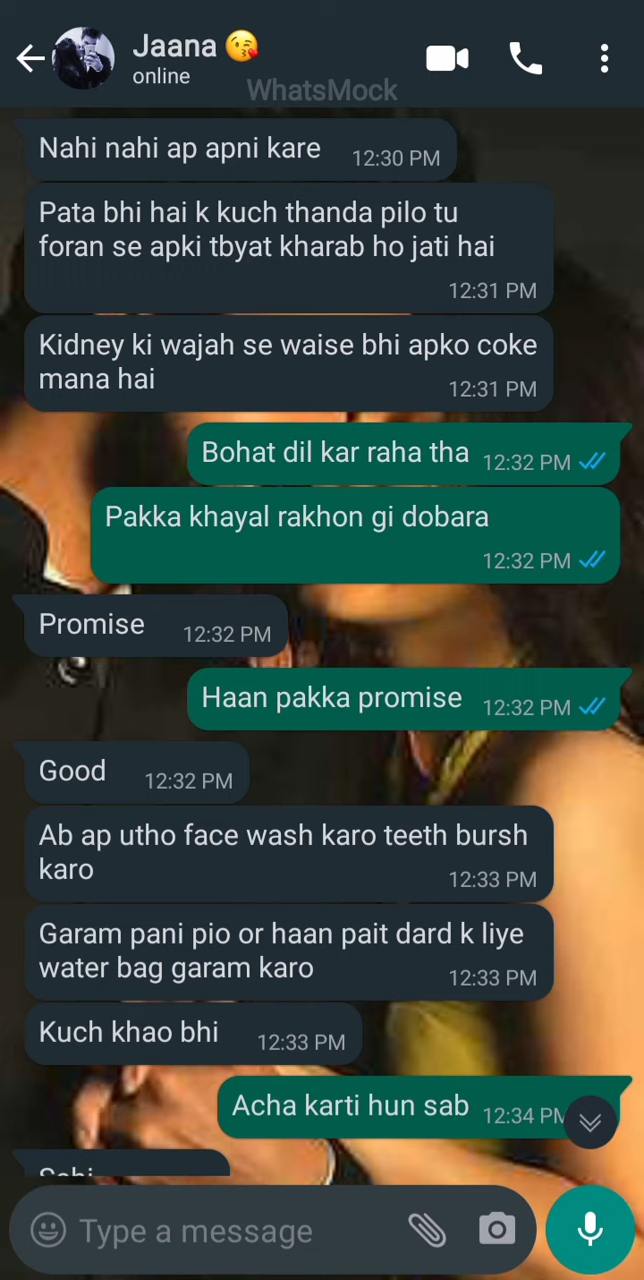 Jaana 😘
online
WhatsMock
Nahi nahi ap apni kare
12:30 PM
Pata bhi hai k kuch thanda pilo tu
foran se apki tbyat kharab ho jati hai
12:31 PM
Kidney ki wajah se waise bhi apko coke
mana hai
12:31 PM
Bohat dil kar raha tha
12:32 PM
Pakka khayal rakhon gi dobara
12:32 PM
Promise
12:32 PM
Haan pakka promise
12:32 PM
Good
12:32 PM
Ab ap utho face wash karo teeth bursh
karo
12:33 PM
Garam pani pio or haan pait dard k liye
water bag garam karo
12:33 PM
Kuch khao bhi
12:33 PM
Acha karti hun sab
12:34 PM
Type a message